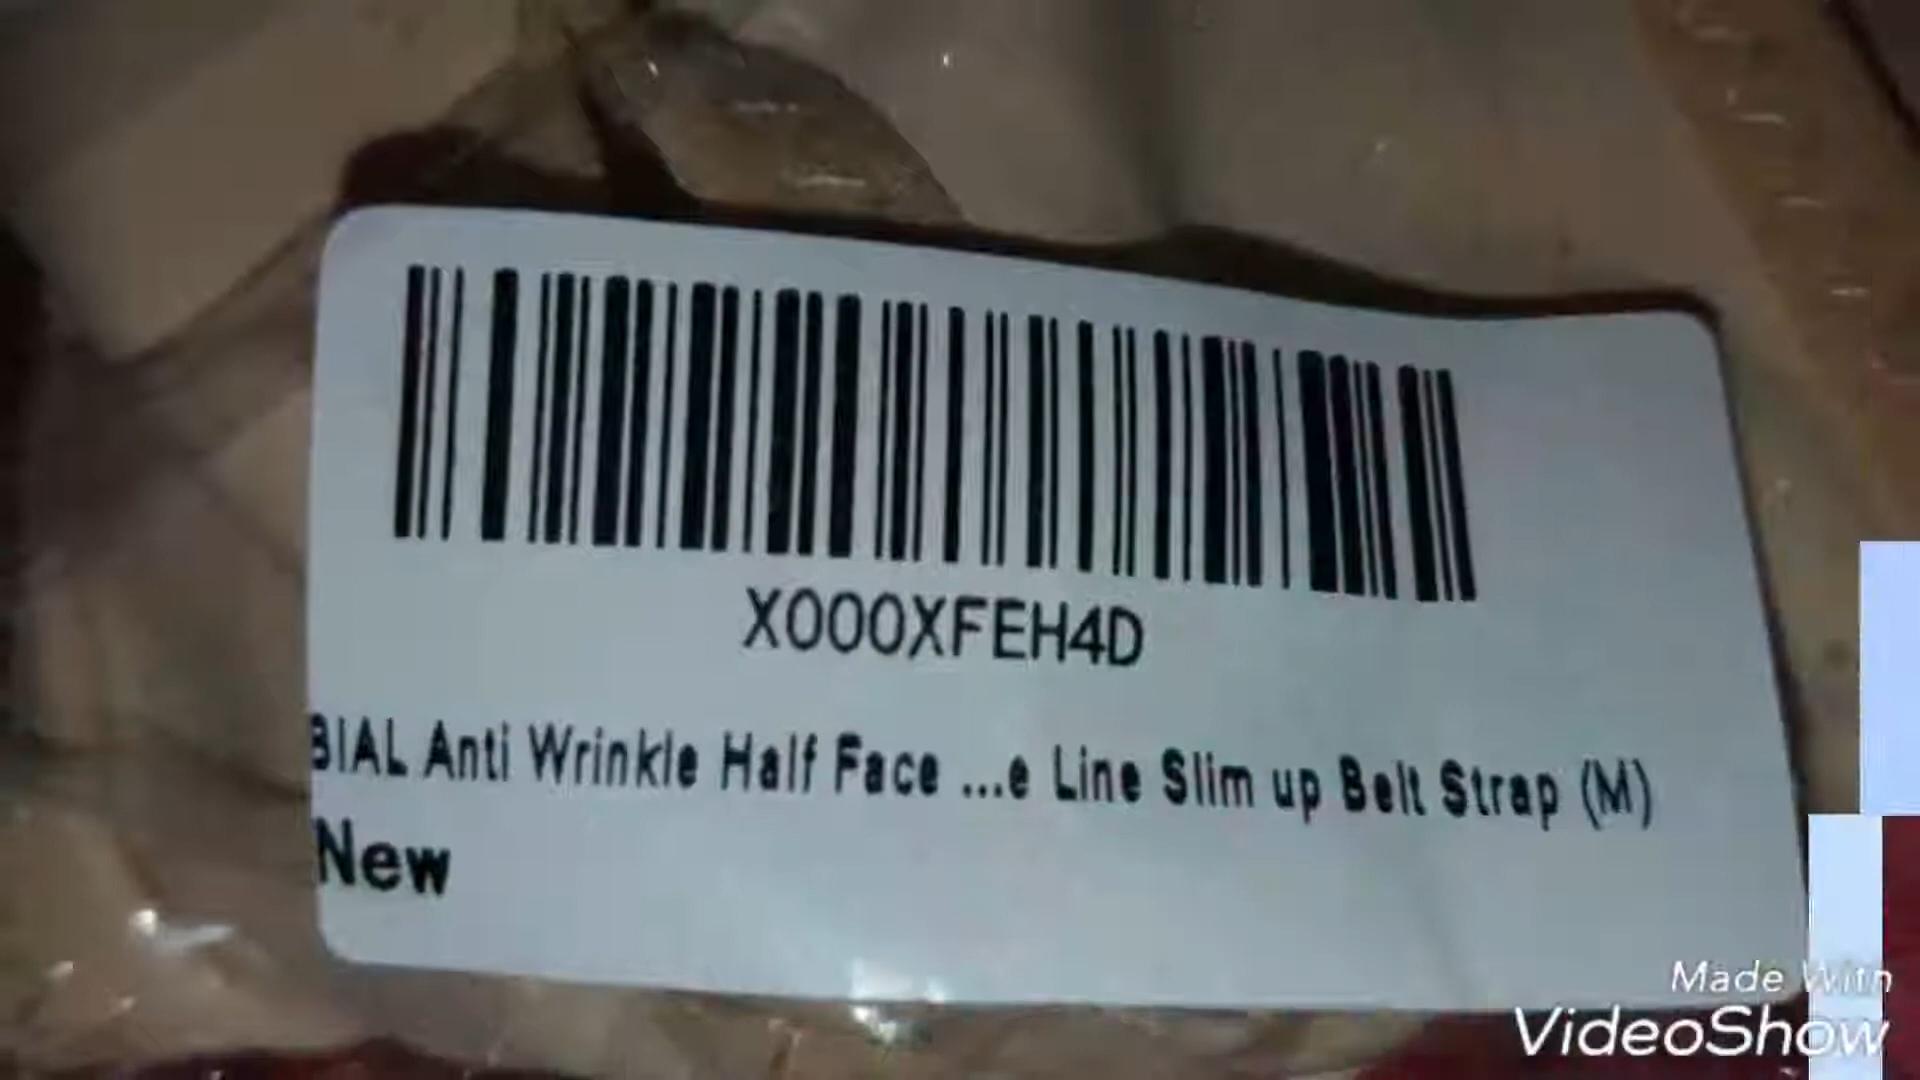 X000XFEH4D
BIAL Anti Wrinkle Half Face ...e Line Slim up Belt Strap (M)
New
Made With
VideoShow